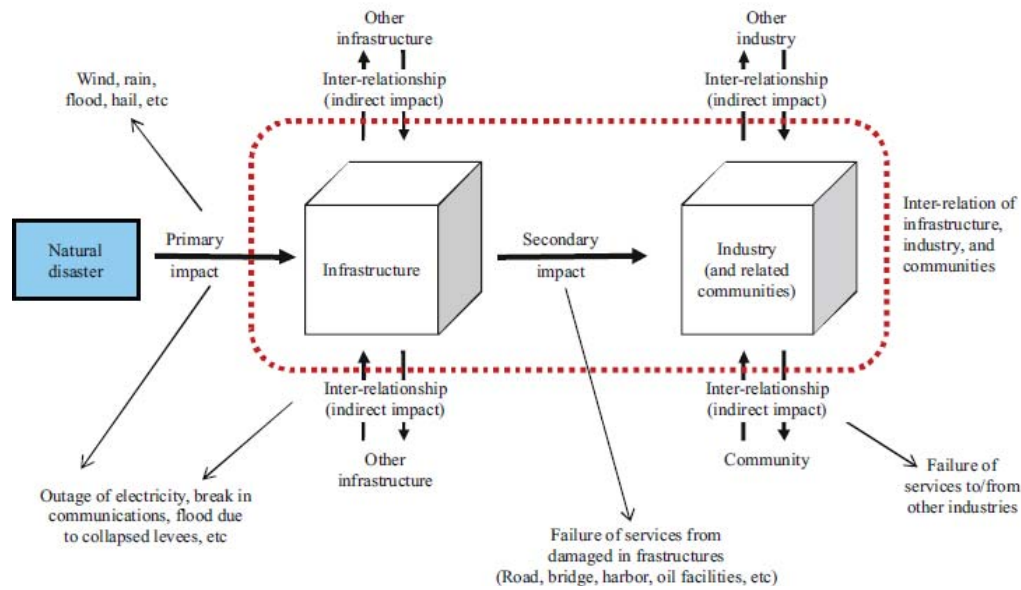 Other
infrastructure
Other
industry
Inter-relationship
(indirect impact)
Inter-relationship
(indirect impact)
Wind, rain,
flood, hail, etc
Natural
disaster
Primary
impact
Infrastructure
Secondary
impact
Industry
(and related
communities)
Inter-relation of
infrastructure,
industry, and
communities
Inter-relationship
(indirect impact)
Inter-relationship
(indirect impact)
Other
infrastructure
Community
Outage of electricity, break in
communications, flood due
to collapsed levees, etc
Failure of services from
damaged in frastructures
(Road, bridge, harbor, oil facilities, etc)
Failure of
services to/from
other industries